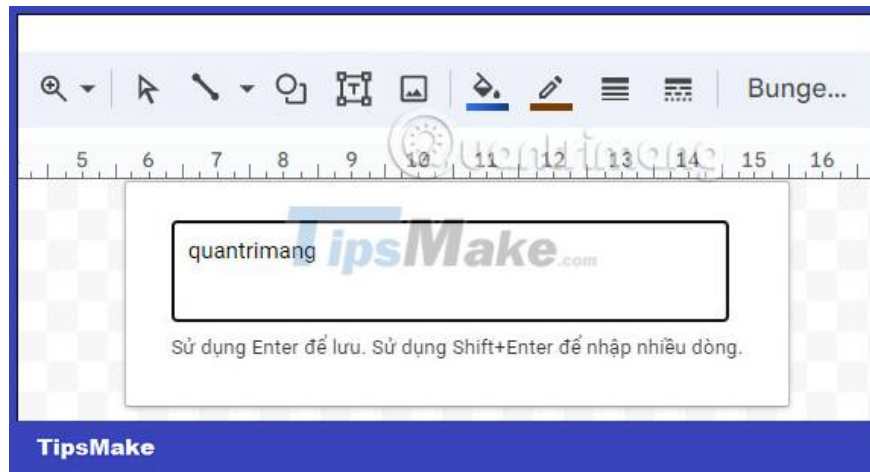 Bunge...
5 6 7 8 9 10 11 12 13 14 15 16
Quantrimang
TipsMake.com
quantrimang
Sử dụng Enter để lưu. Sử dụng Shift+Enter để nhập nhiều dòng.
TipsMake